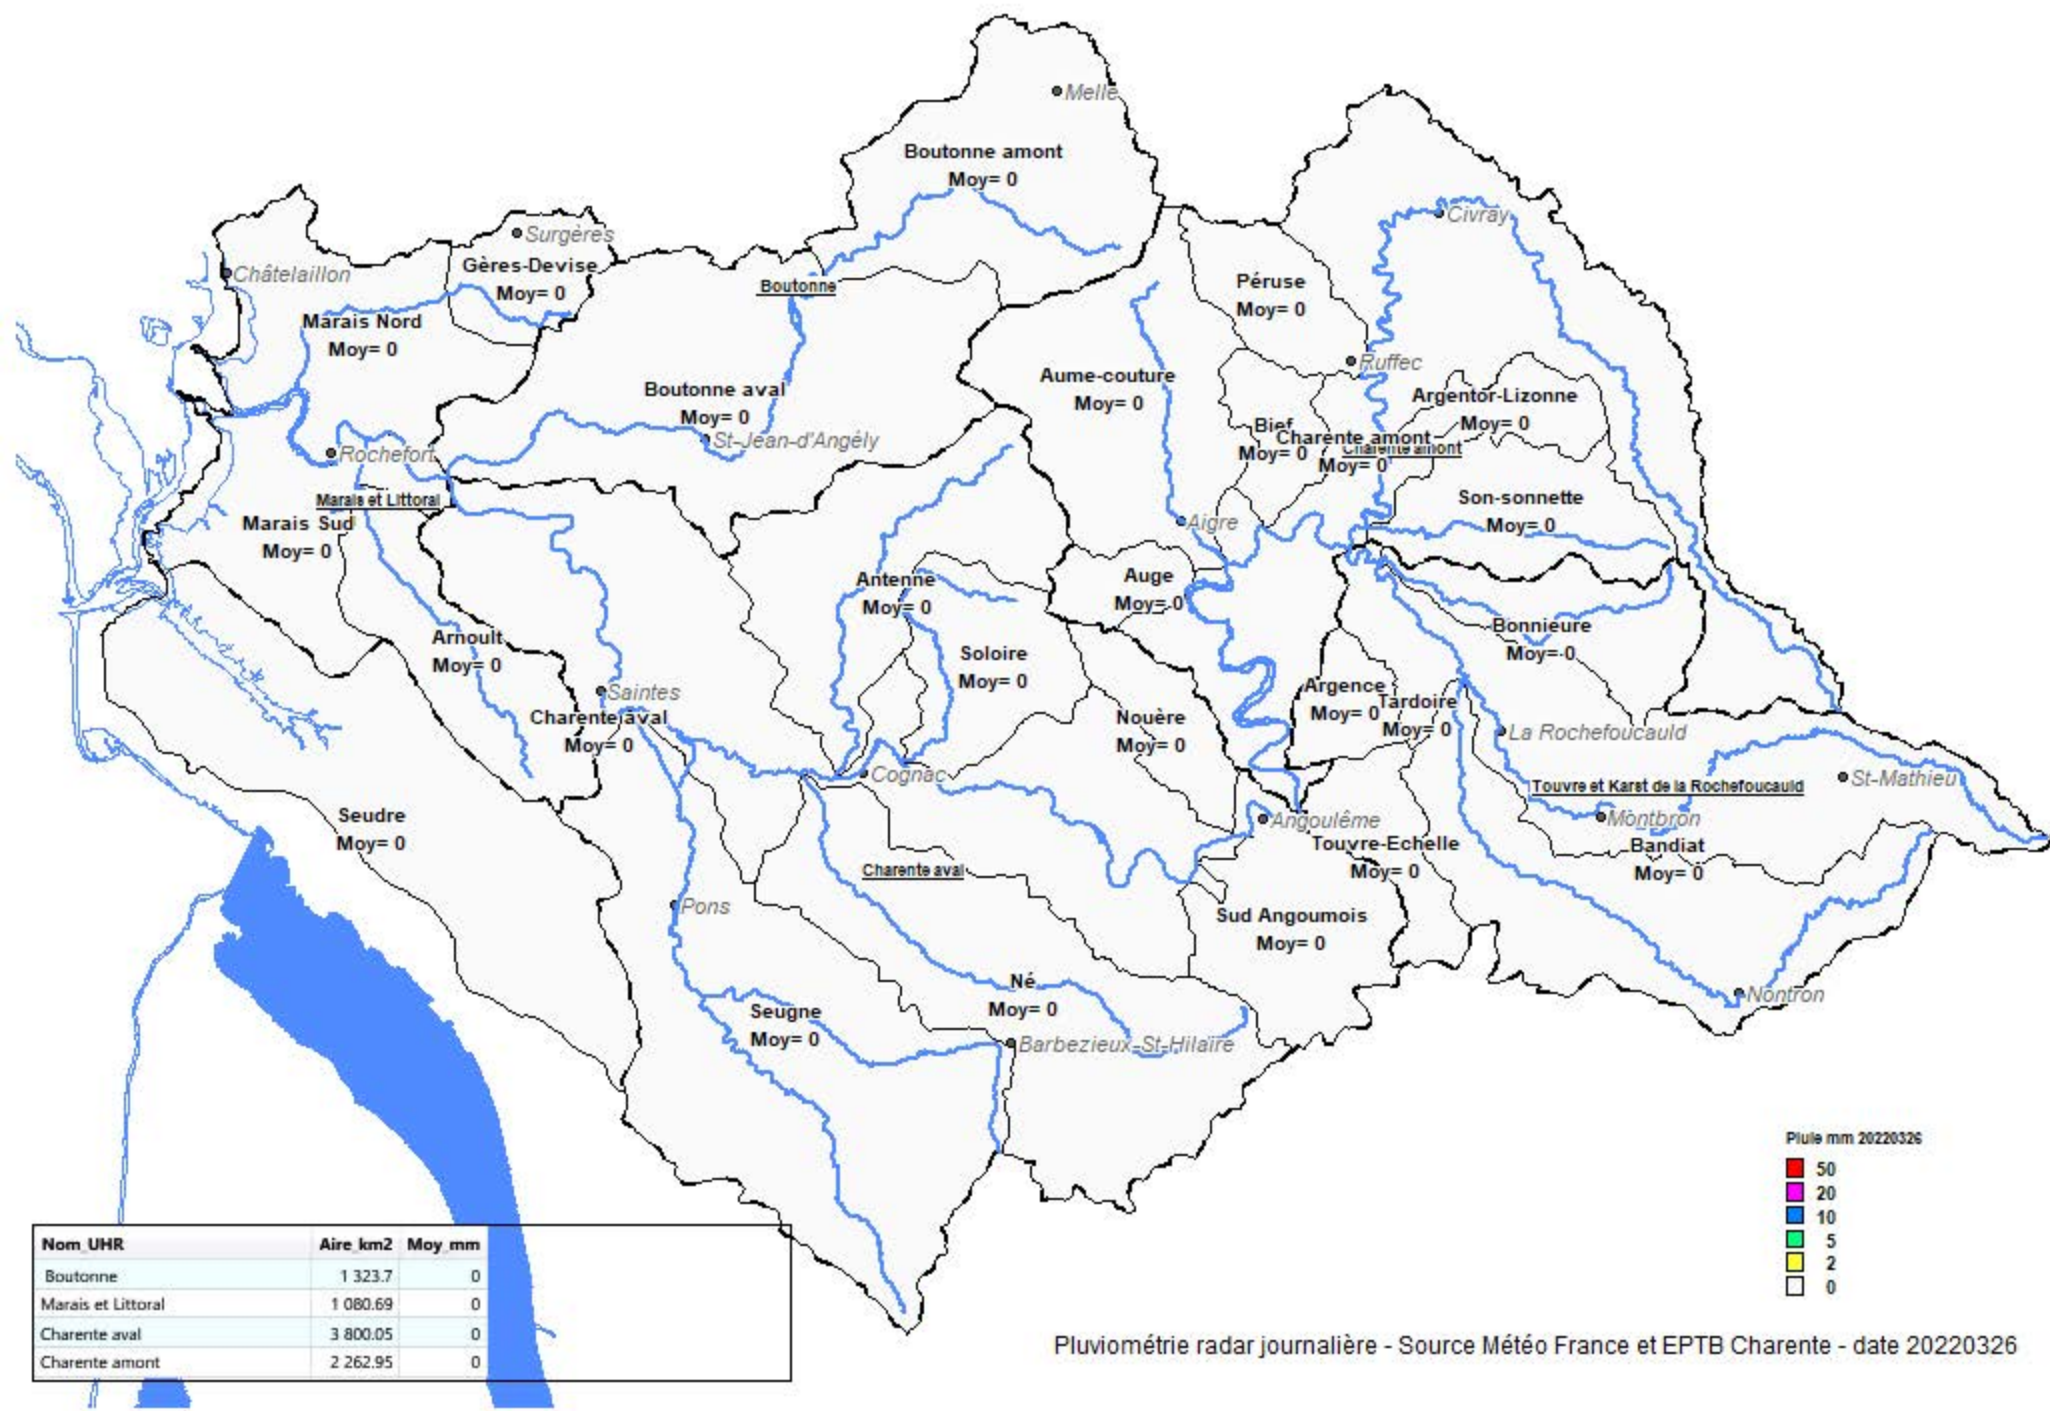 Melle
Boutonne amont
Moy= 0
Civray
Surgères
Châtelaillon
Gères-Devise
Moy= 0
Boutonne
Péruse
Moy= 0
Marais Nord
Moy= 0
Ruffec
Aume-couture
Moy= 0
Boutonne aval
Moy= 0
Argentor-Lizonne
Moy= 0
St-Jean-d'Angély
Bief
Moy= 0
Charente amont
Moy= 0
Charente amont
Rochefort
Marais et Littoral
Son-sonnette
Moy= 0
Marais Sud
Moy= 0
Aigre
Antenne
Moy= 0
Auge
Moy= 0
Bonnieure
Moy= 0
Arnoult
Moy= 0
Soloire
Moy= 0
Saintes
Argence
Moy= 0
Tardoire
Moy= 0
Charente aval
Moy= 0
Nouère
Moy= 0
La Rochefoucauld
Cognac
Touvre et Karst de la Rochefoucauld
St-Mathieu
Seudre
Moy= 0
Angoulême
Montbron
Touvre-Echelle
Moy= 0
Bandiat
Moy= 0
Charente aval
Pons
Sud Angoumois
Moy= 0
Né
Moy= 0
Nontron
Seugne
Moy= 0
Barbezieux-St-Hilaire
Pluie mm 20220326
50
20
10
5
2
0
Nom_UHR Aire_km2 Moy_mm
Boutonne 1 323.7 0
Marais et Littoral 1 080.69 0
Charente aval 3 800.05 0
Charente amont 2 262.95 0
Pluviométrie radar journalière - Source Météo France et EPTB Charente - date 20220326